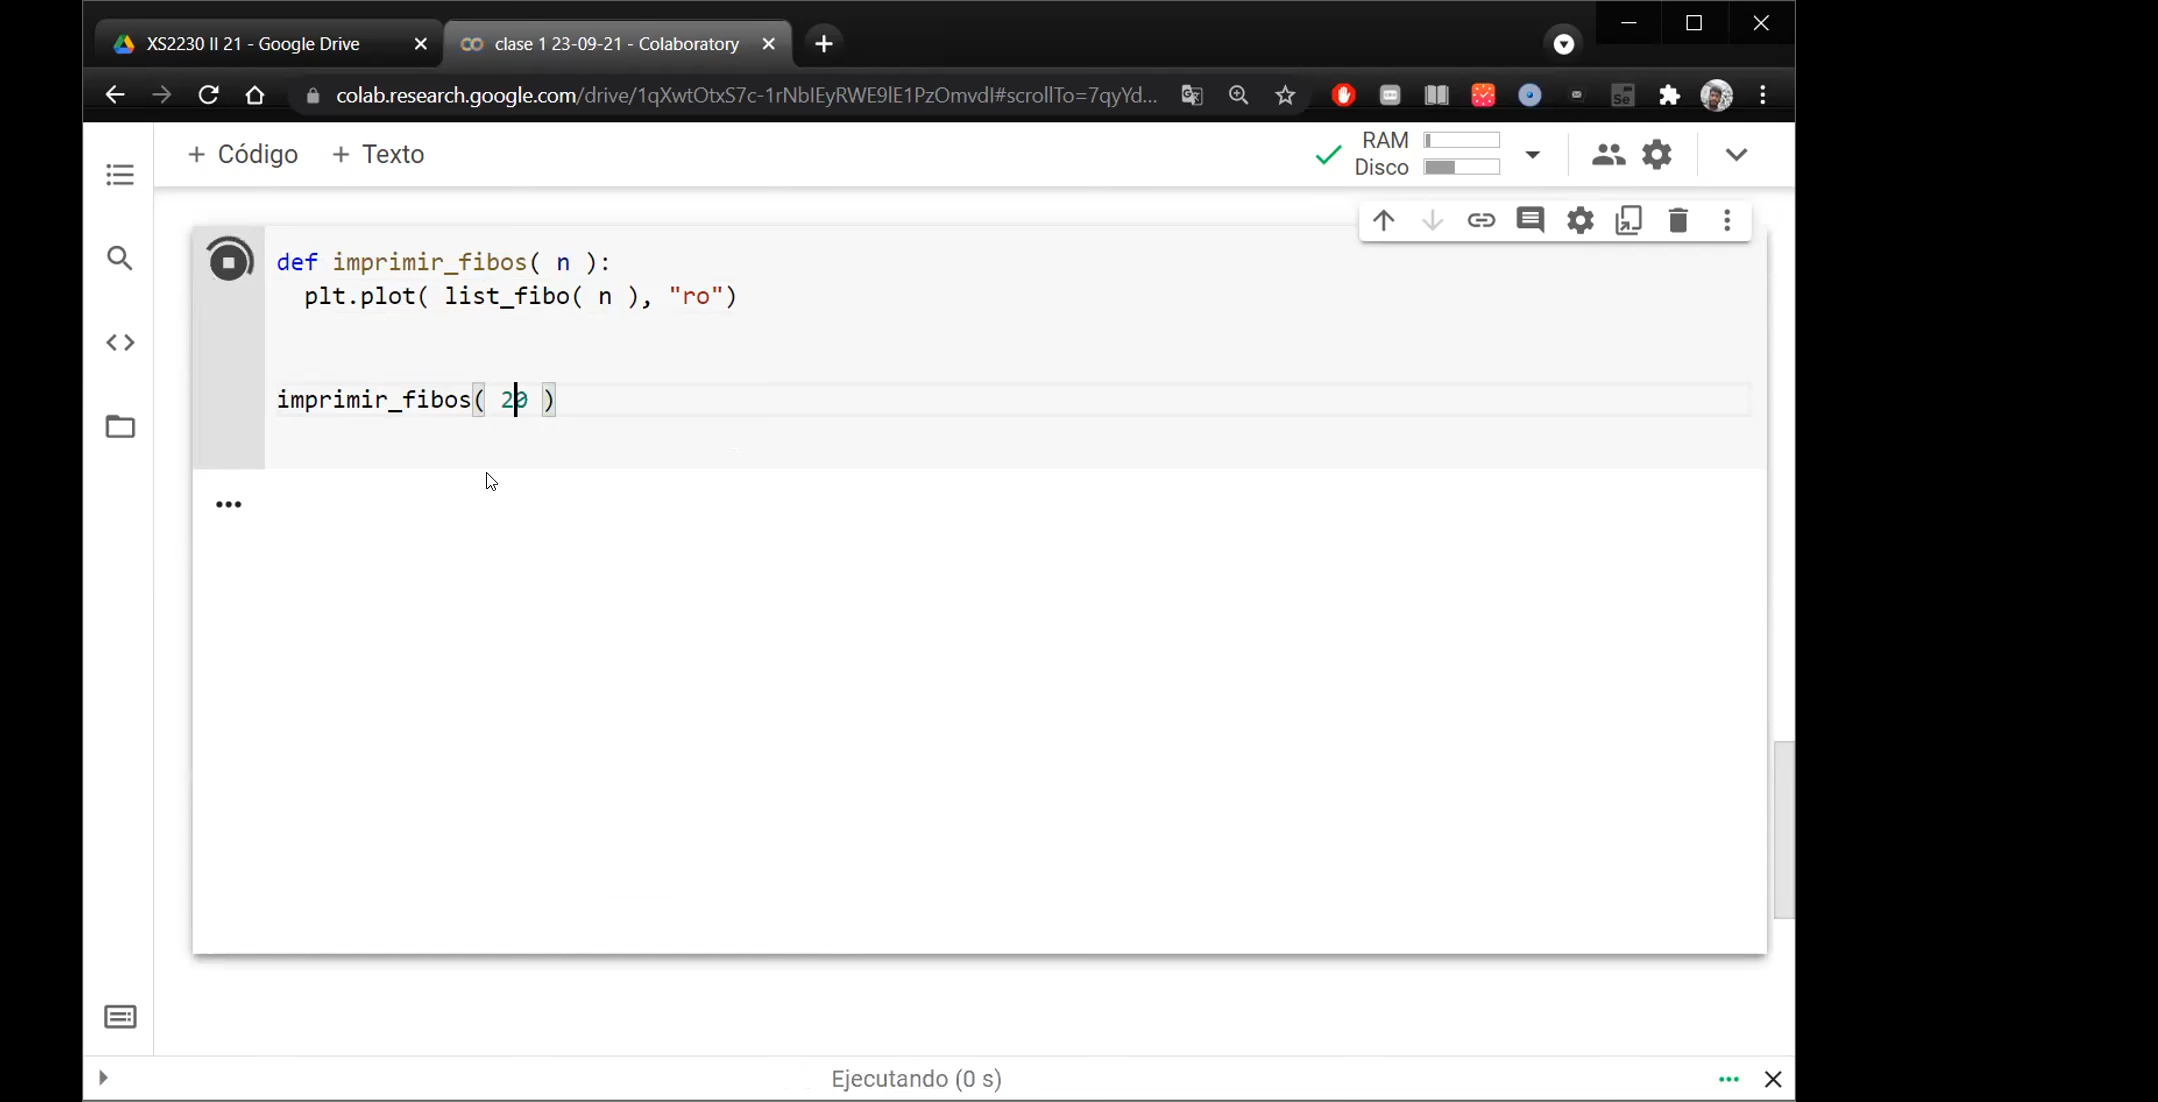 XS2230 II 21 - Google Drive
clase 1 23-09-21 - Colaboratory
colab.research.google.com/drive/1qXwtOtxS7c-1rNbIEyRWE9lE1PzOmvdI#scrollTo=7qyYd...
+ Código + Texto
RAM
Disco
def imprimir_fibos( n ):
plt.plot( list_fibo( n ), "ro")
imprimir_fibos( 20 )
Ejecutando (0 s)